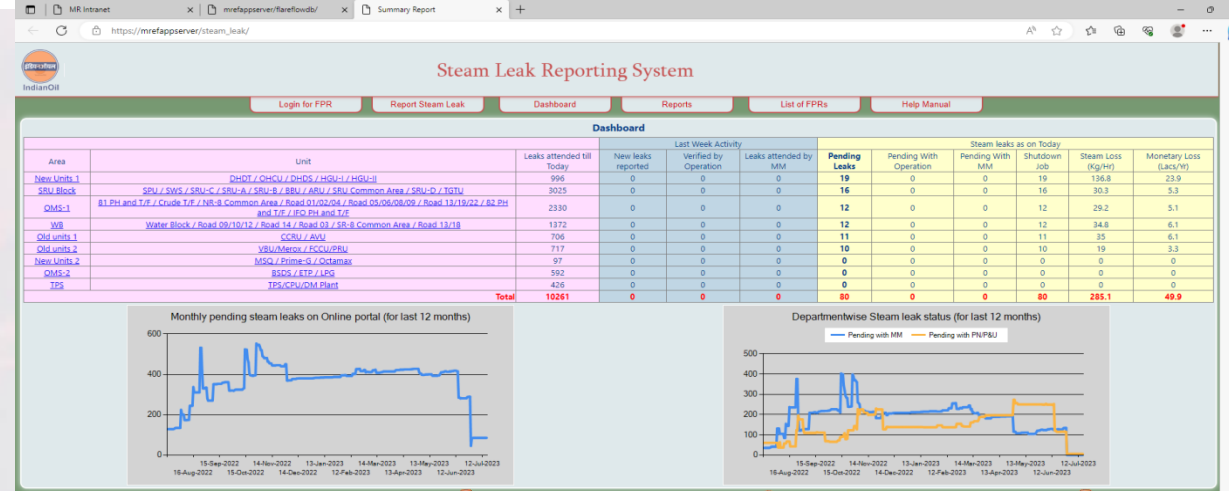 MR Intranet
mrefappserver/flareflowdb/
Summary Report
https://mrefappserver/steam_leak/
इंडियनऑयल
IndianOil
Steam Leak Reporting System
Login for FPR Report Steam Leak Dashboard Reports List of FPRs Help Manual
Dashboard
Last Week Activity Steam leaks as on Today
Area Unit Leaks attended till Today New leaks reported Verified by Operation Leaks attended by MM Pending Leaks Pending With Operation Pending With MM Shutdown Job Steam Loss (Kg/Hr) Monetary Loss (Lacs/Yr)
New Units 1 DHDT / OHCU / DHDS / HGU-I / HGU-II 996 0 0 0 19 0 0 19 136.8 23.9
SRU Block SPU / SWS / SRU-C / SRU-A / SRU-B / BBU / ARU / SRU Common Area / SRU-D / TGTU 3025 0 0 0 16 0 0 16 30.3 5.3
OMS-1 81 PH and T/F / Crude T/F / NR-8 Common Area / Road 01/02/04 / Road 05/06/08/09 / Road 13/19/22 / 82 PH and T/F / IFO PH and T/F 2330 0 0 0 12 0 0 12 29.2 5.1
WB Water Block / Road 09/10/12 / Road 14 / Road 03 / SR-8 Common Area / Road 13/18 1372 0 0 0 12 0 0 12 34.8 6.1
Old units 1 CCRU / AVU 706 0 0 0 11 0 0 11 35 6.1
Old units 2 VBU/Merox / FCCU/PRU 717 0 0 0 10 0 0 10 19 3.3
New Units 2 MSQ / Prime-G / Octamax 97 0 0 0 0 0 0 0 0 0
OMS-2 BSDS / ETP / LPG 592 0 0 0 0 0 0 0 0 0
TPS TPS/CPU/DM Plant 426 0 0 0 0 0 0 0 0 0
Total 10261 0 0 0 80 0 0 80 285.1 49.9
Monthly pending steam leaks on Online portal (for last 12 months)
600
400
200
0
15-Sep-2022 14-Nov-2022 13-Jan-2023 14-Mar-2023 13-May-2023 12-Jul-2023
16-Aug-2022 15-Oct-2022 14-Dec-2022 12-Feb-2023 13-Apr-2023 12-Jun-2023
Departmentwise Steam leak status (for last 12 months)
Pending with MM Pending with PN/P&U
500
400
300
200
100
0
15-Sep-2022 14-Nov-2022 13-Jan-2023 14-Mar-2023 13-May-2023 12-Jul-2023
16-Aug-2022 15-Oct-2022 14-Dec-2022 12-Feb-2023 13-Apr-2023 12-Jun-2023